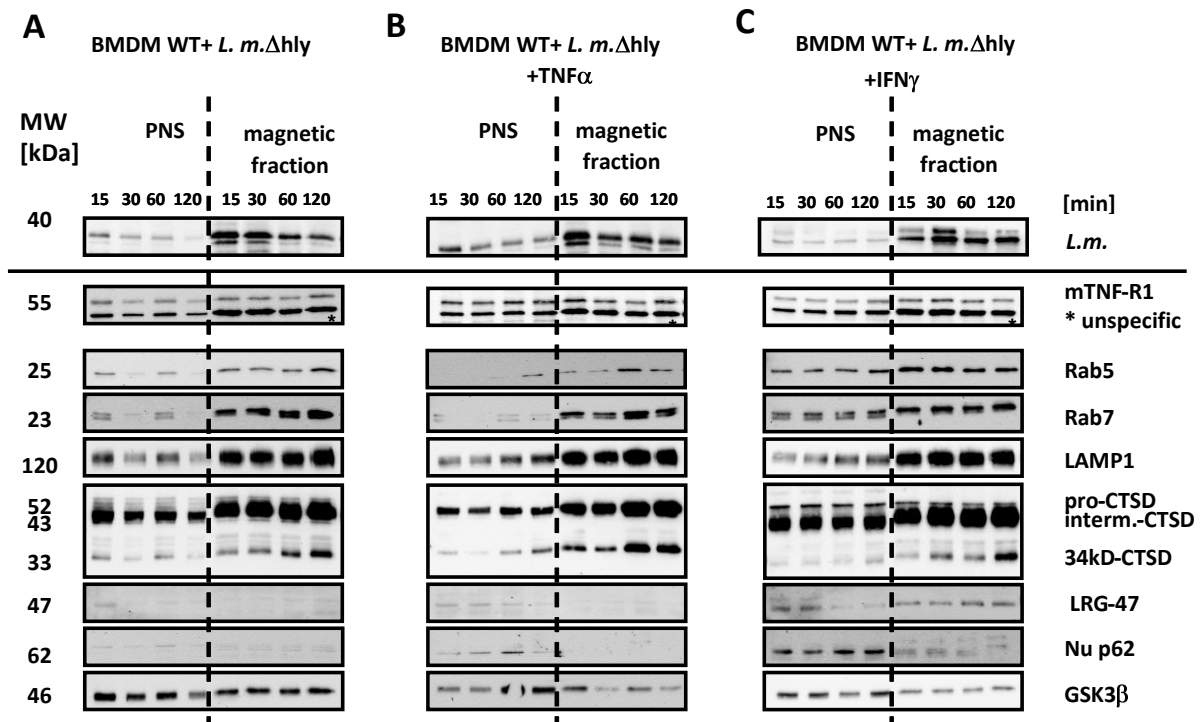 A
BMDM WT+ L. m.Δhly
B
BMDM WT+ L. m.Δhly
+TNFα
C
BMDM WT+ L. m.Δhly
+IFNγ
MW
[kDa]
PNS
magnetic
fraction
PNS
magnetic
fraction
PNS
magnetic
fraction
15 30 60 120 15 30 60 120
15 30 60 120 15 30 60 120
15 30 60 120 15 30 60 120
[min]
40
L.m.
55
mTNF-R1
* * *
* unspecific
25
Rab5
23
Rab7
120
LAMP1
52
pro-CTSD
43
interm.-CTSD
33
34kD-CTSD
47
LRG-47
62
Nu p62
46
GSK3β